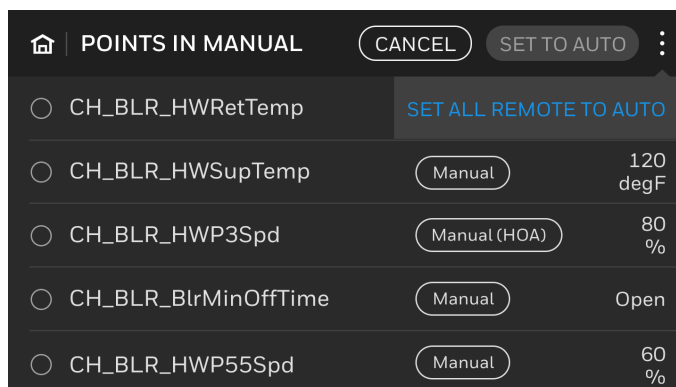 POINTS IN MANUAL CANCEL SET TO AUTO
CH_BLR_HWRetTemp SET ALL REMOTE TO AUTO
CH_BLR_HWSupTemp Manual 120 degF
CH_BLR_HWP3Spd Manual (HOA) 80 %
CH_BLR_BlrMinOffTime Manual Open
CH_BLR_HWP55Spd Manual 60 %